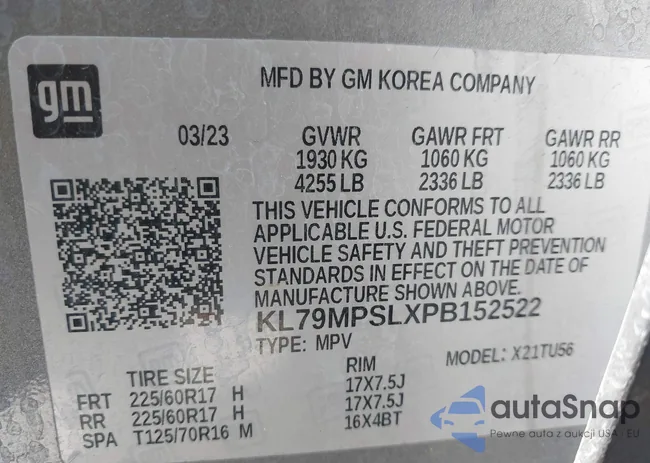 gm
MFD BY GM KOREA COMPANY
03/23 GVWR GAWR FRT GAWR RR
1930 KG 1060 KG 1060 KG
4255 LB 2336 LB 2336 LB
THIS VEHICLE CONFORMS TO ALL
APPLICABLE U.S. FEDERAL MOTOR
VEHICLE SAFETY AND THEFT PREVENTION
STANDARDS IN EFFECT ON THE DATE OF
MANUFACTURE SHOWN ABOVE.
KL79MPSLXPB152522
TYPE: MPV MODEL: X21TU56
TIRE SIZE RIM
FRT 225/60R17 H 17X7.5J
RR 225/60R17 H 17X7.5J
SPA T125/70R16 M 16X4BT
autaSnap
Pewne auta z aukcji USA · EU